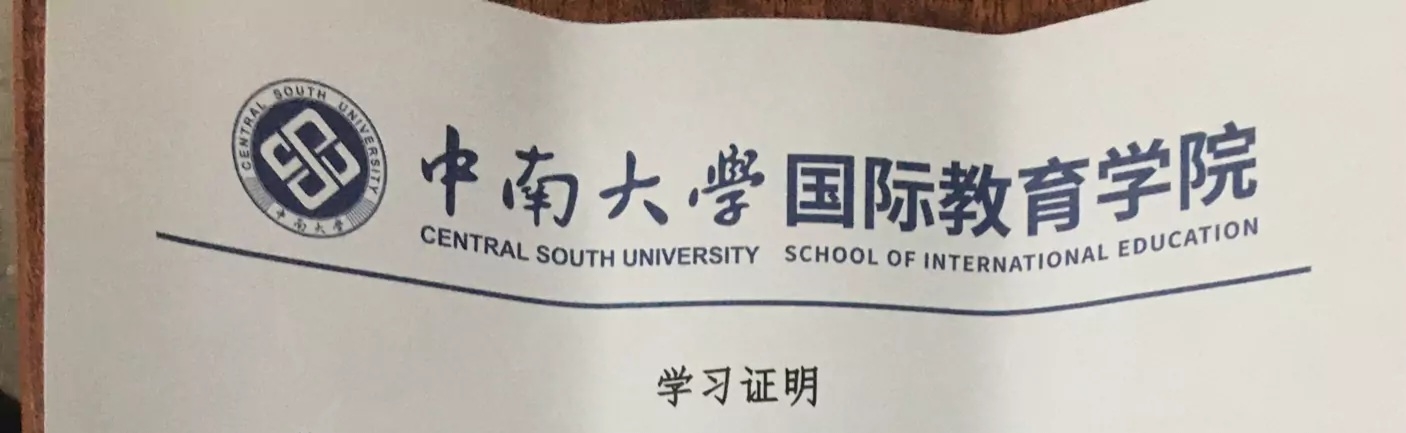 CENTRAL SOUTH UNIVERSITY
中南大学
中南大學 国际教育学院
CENTRAL SOUTH UNIVERSITY SCHOOL OF INTERNATIONAL EDUCATION
学习证明